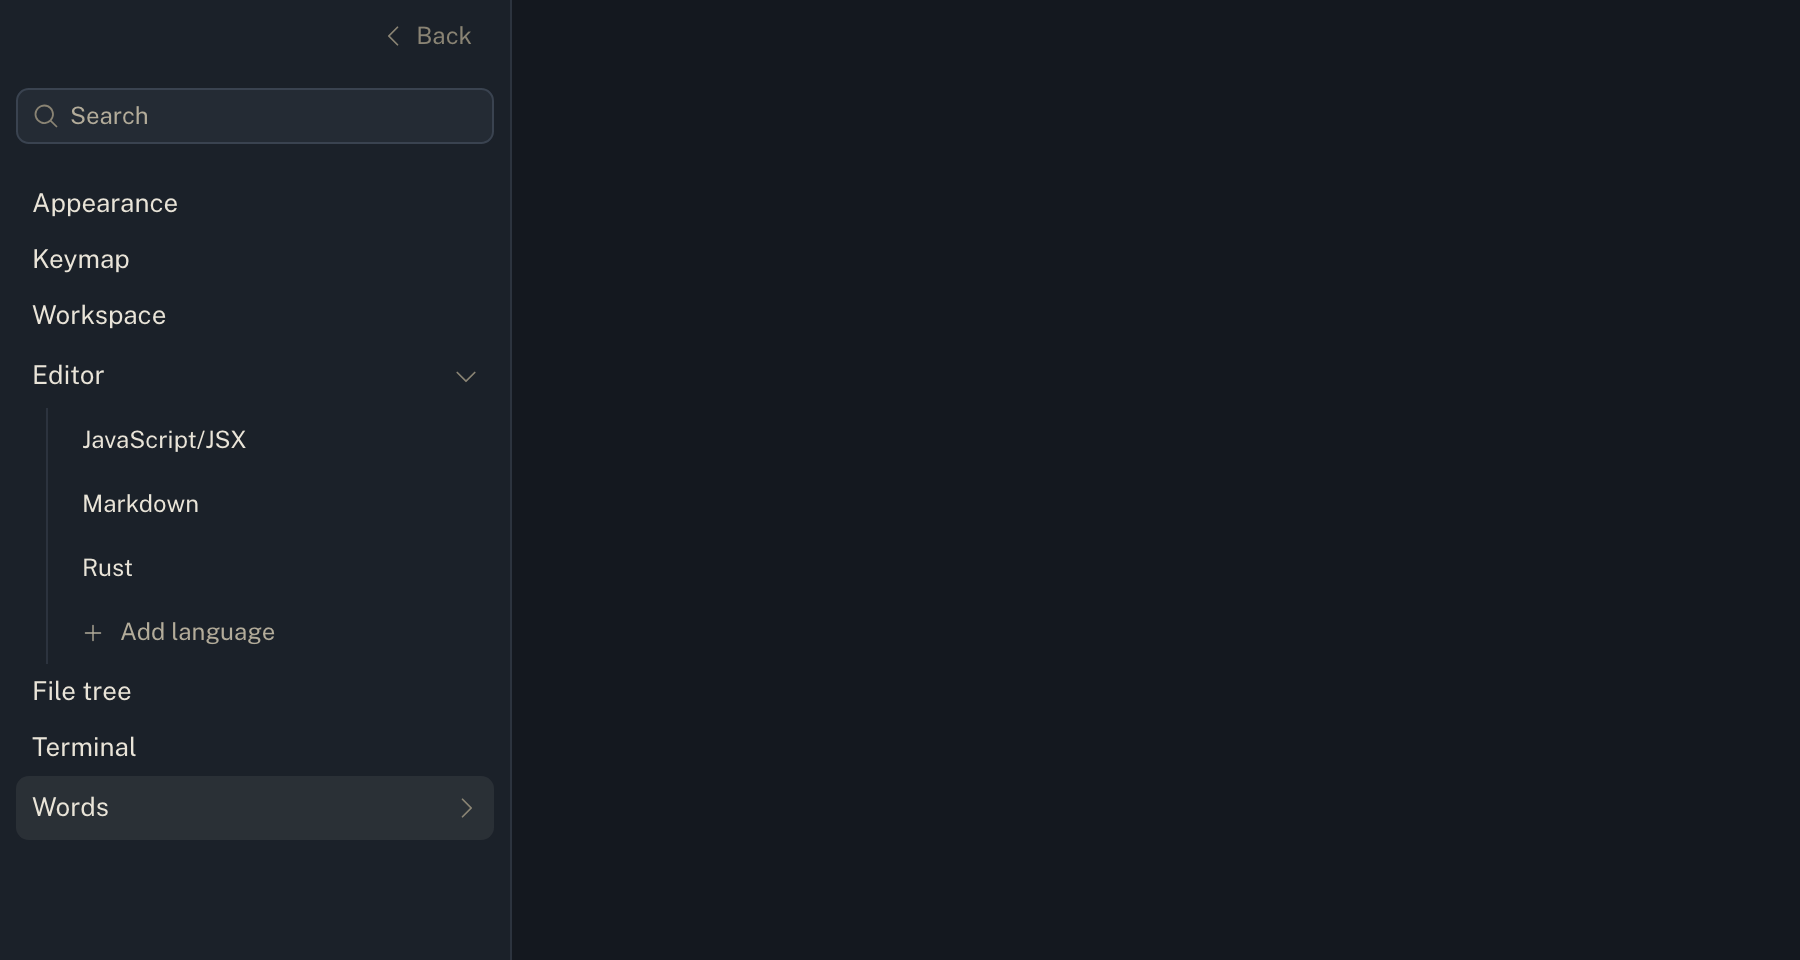 Back
Search
Appearance
Keymap
Workspace
Editor
JavaScript/JSX
Markdown
Rust
Add language
File tree
Terminal
Words